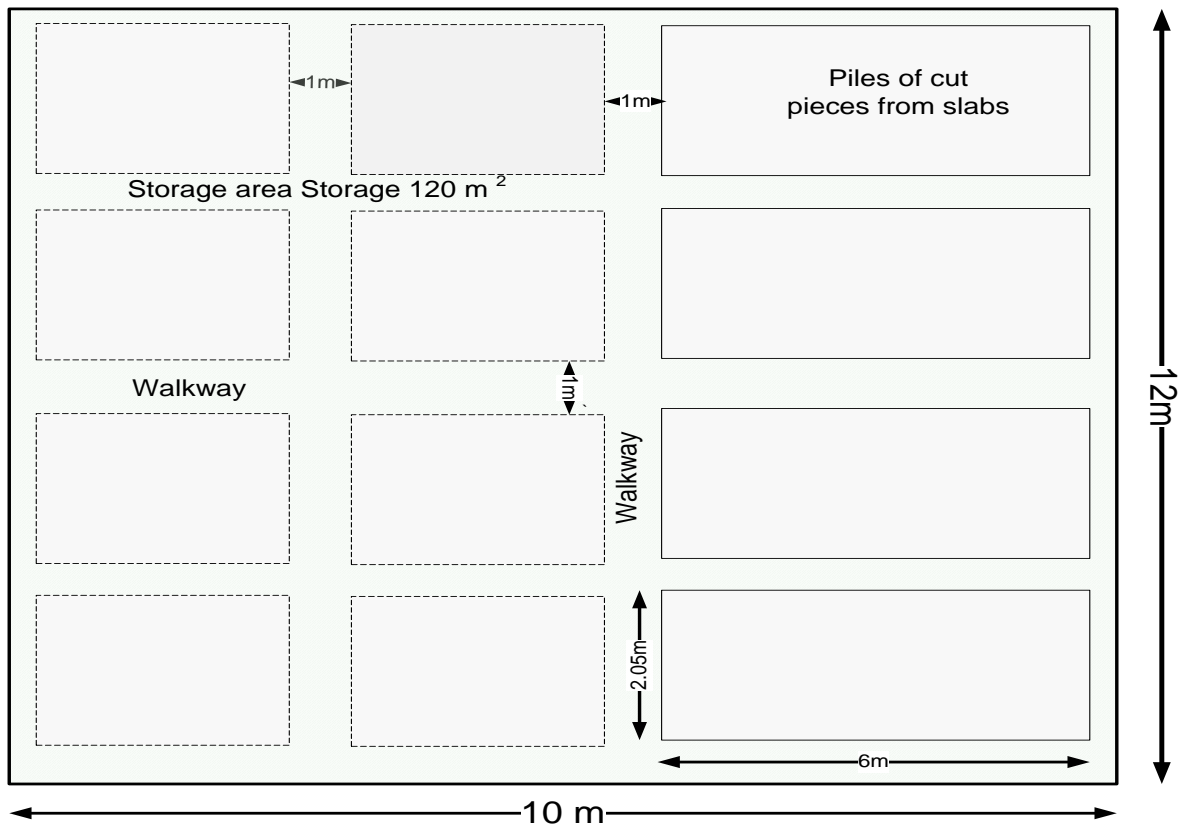 1m
1m
Piles of cut
pieces from slabs
Storage area Storage 120 m 2
Walkway
1m
Walkway
12m
2.05m
6m
10 m